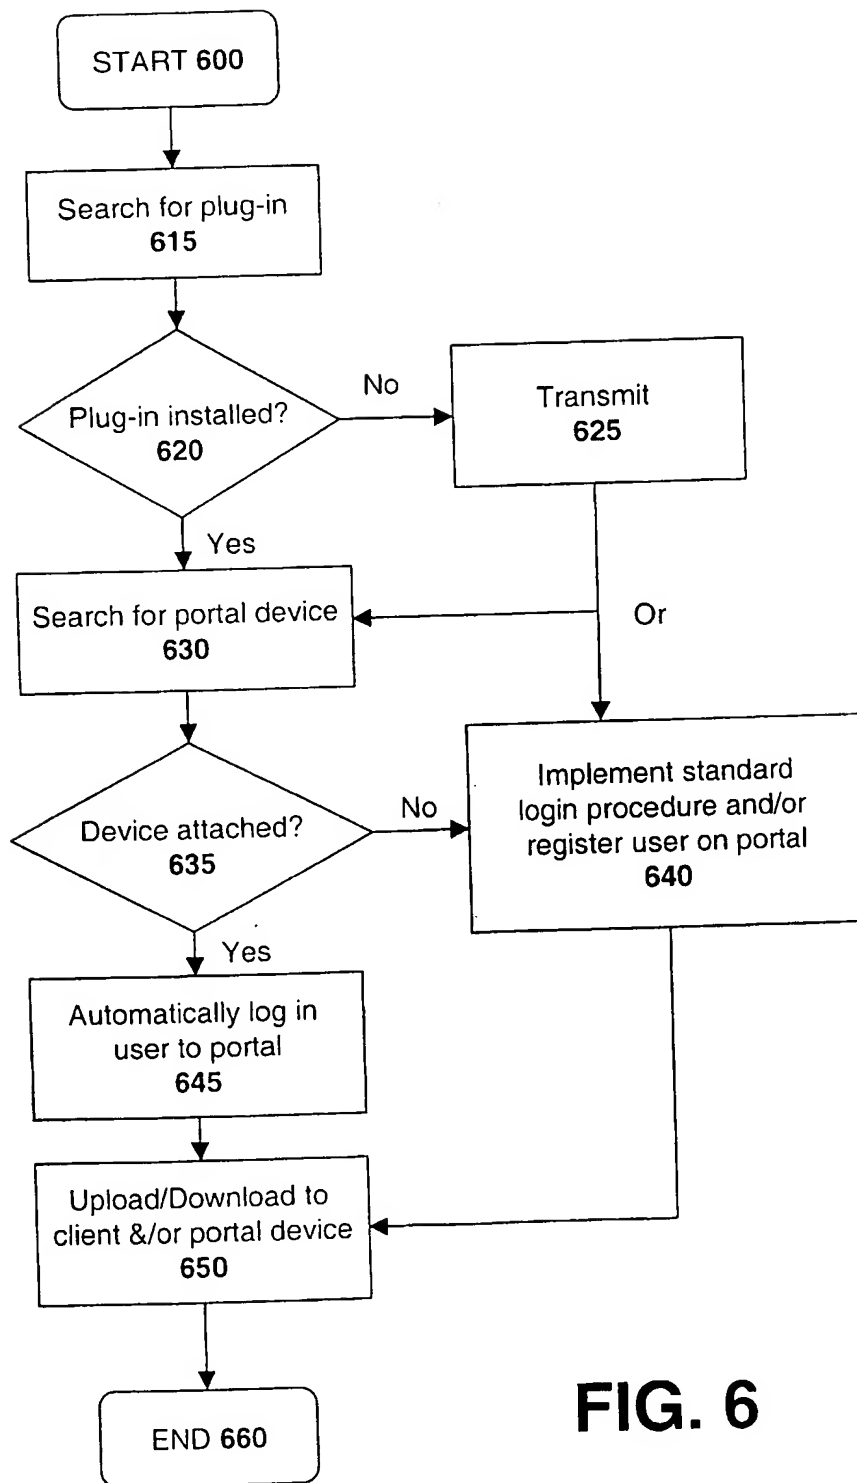 START 600
Search for plug-in
615
Plug-in installed?
620
No
Transmit
625
Yes
Search for portal device
630
Or
Device attached?
635
No
Implement standard
login procedure and/or
register user on portal
640
Yes
Automatically log in
user to portal
645
Upload/Download to
client &/or portal device
650
END 660
FIG. 6